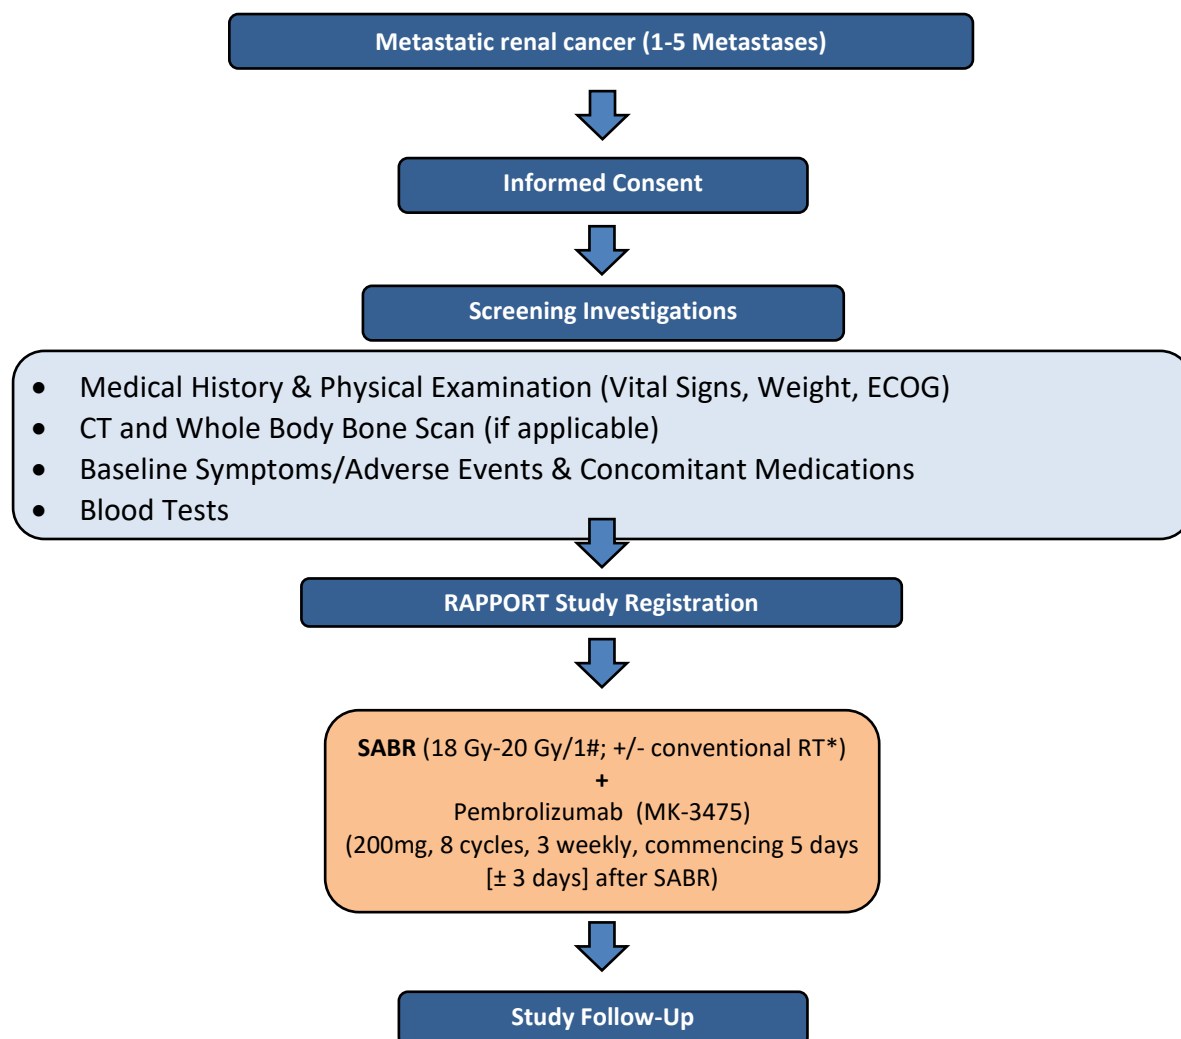 Metastatic renal cancer (1-5 Metastases)
Informed Consent
Screening Investigations
• Medical History & Physical Examination (Vital Signs, Weight, ECOG)
• CT and Whole Body Bone Scan (if applicable)
• Baseline Symptoms/Adverse Events & Concomitant Medications
• Blood Tests
RAPPORT Study Registration
SABR (18 Gy-20 Gy/1#; +/- conventional RT*)
+
Pembrolizumab (MK-3475)
(200mg, 8 cycles, 3 weekly, commencing 5 days
[± 3 days] after SABR)
Study Follow-Up